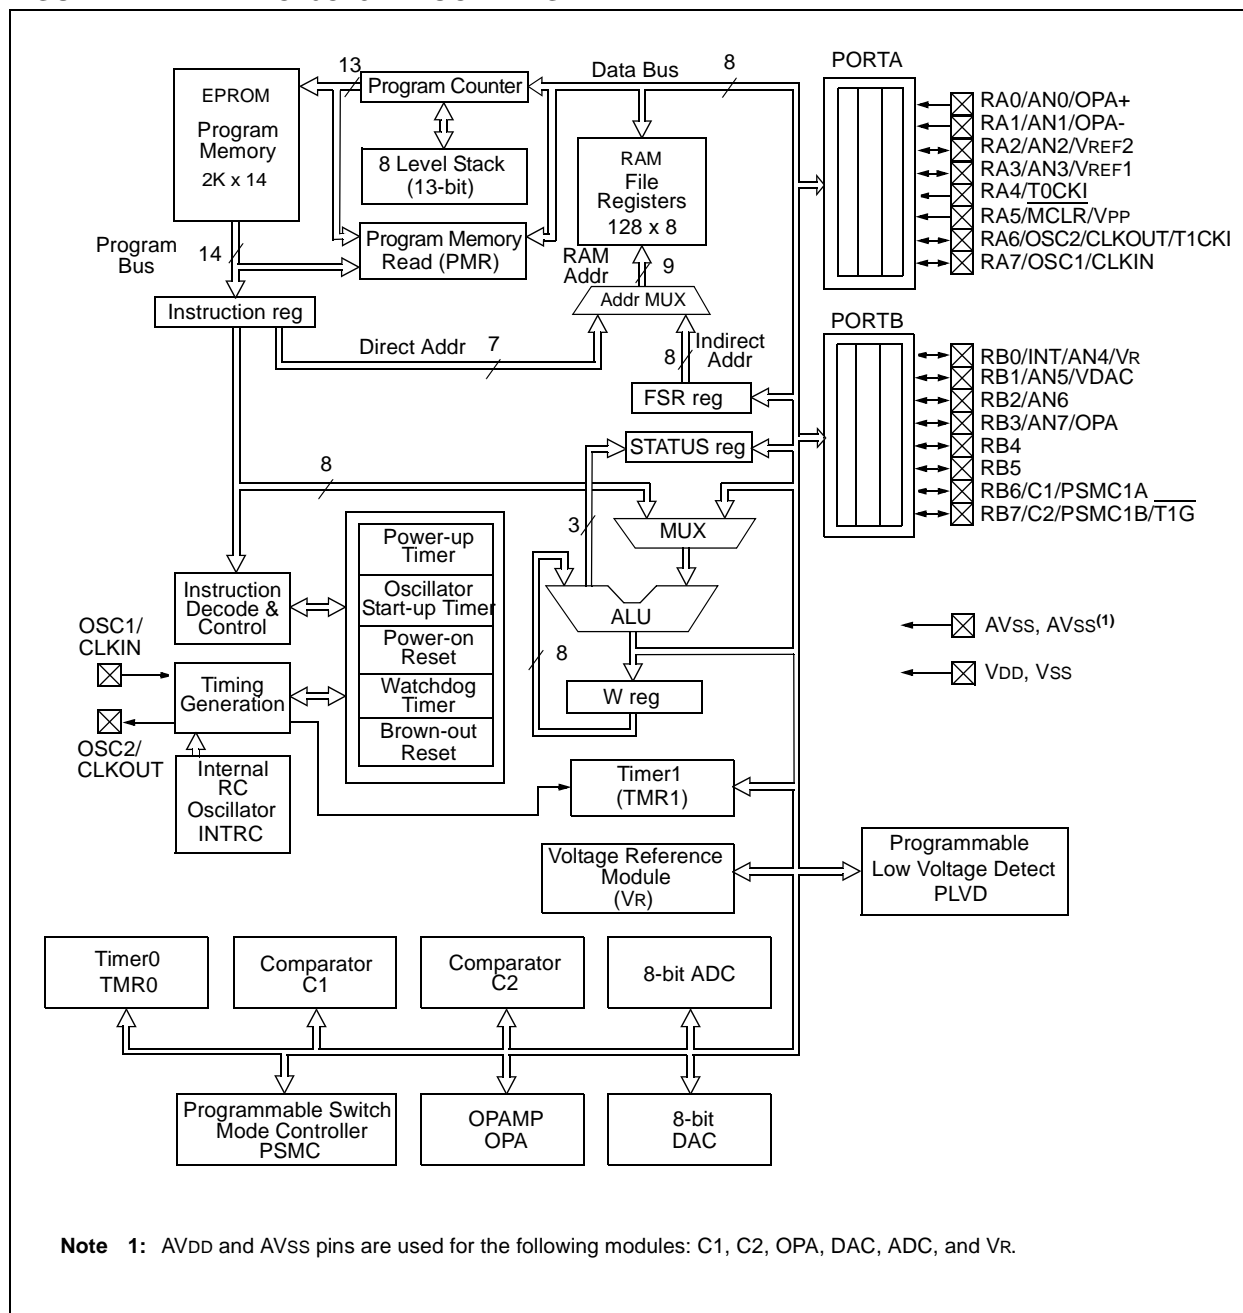 13
Data Bus
8
PORTA
EPROM
Program
Memory
2K x 14
Program Counter
8 Level Stack
(13-bit)
RAM
File
Registers
128 x 8
RA0/AN0/OPA+
RA1/AN1/OPA-
RA2/AN2/VREF2
RA3/AN3/VREF1
RA4/T0CKI
RA5/MCLR/VPP
RA6/OSC2/CLKOUT/T1CKI
RA7/OSC1/CLKIN
Program
Bus
14
Program Memory
Read (PMR)
RAM
Addr
9
Addr MUX
Instruction reg
Direct Addr
7
8
Indirect
Addr
FSR reg
STATUS reg
PORTB
RB0/INT/AN4/VR
RB1/AN5/VDAC
RB2/AN6
RB3/AN7/OPA
RB4
RB5
RB6/C1/PSMC1A
RB7/C2/PSMC1B/T1G
8
3
MUX
Power-up
Timer
Oscillator
Start-up Timer
Power-on
Reset
Watchdog
Timer
Brown-out
Reset
Instruction
Decode &
Control
ALU
8
W reg
OSC1/
CLKIN
Timing
Generation
OSC2/
CLKOUT
Internal
RC
Oscillator
INTRC
AVSS, AVSS(1)
VDD, VSS
Timer1
(TMR1)
Voltage Reference
Module
(VR)
Programmable
Low Voltage Detect
PLVD
Timer0
TMR0
Comparator
C1
Comparator
C2
8-bit ADC
Programmable Switch
Mode Controller
PSMC
OPAMP
OPA
8-bit
DAC
Note 1: AVDD and AVSS pins are used for the following modules: C1, C2, OPA, DAC, ADC, and VR.